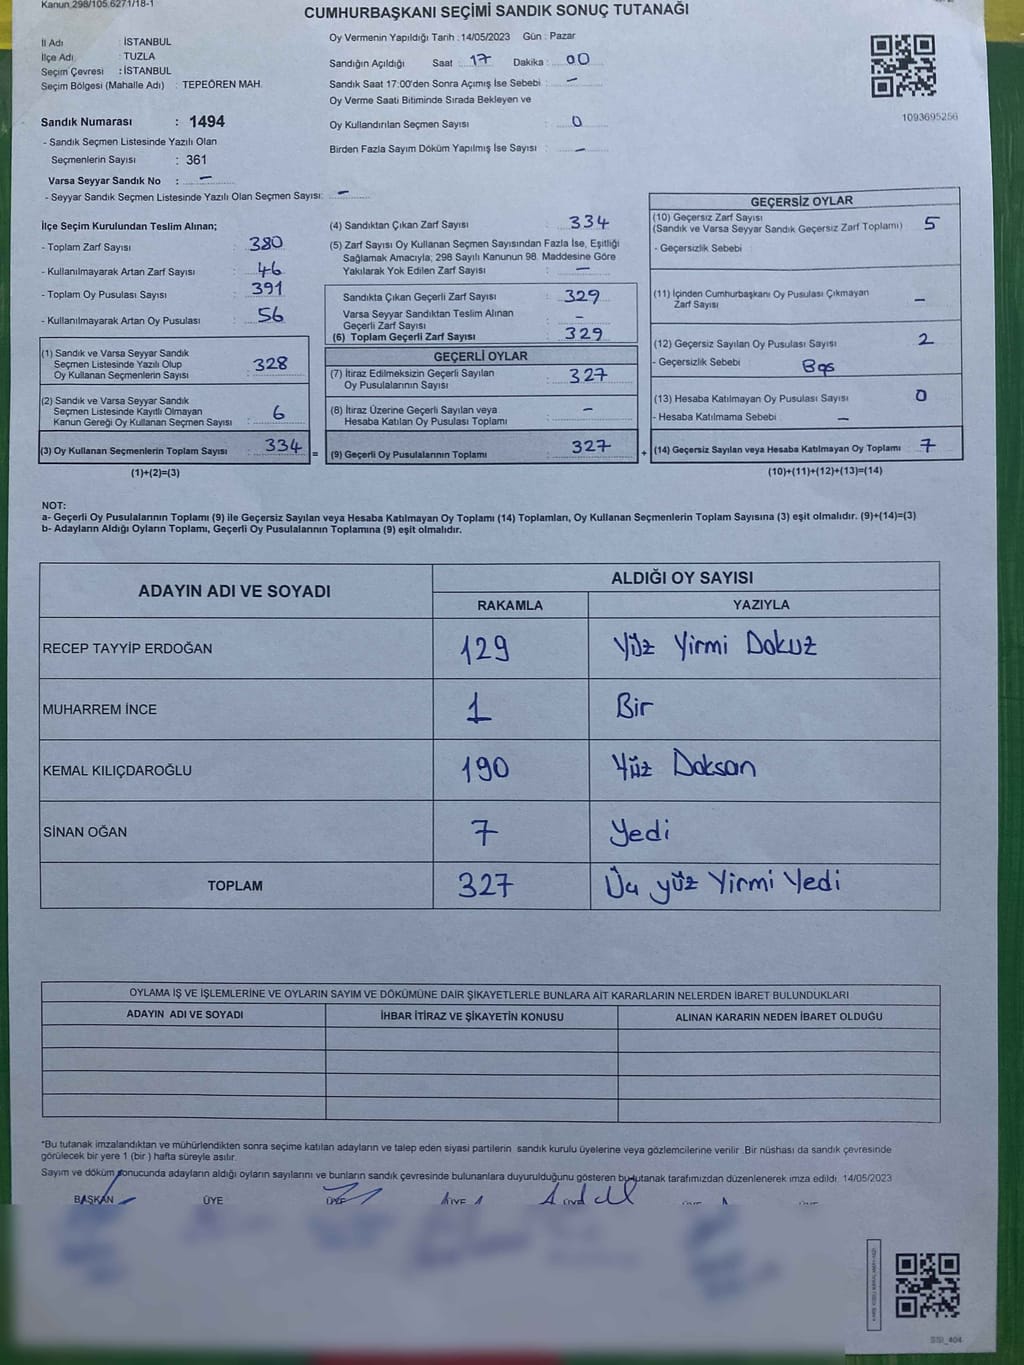 Kanun 298/105,6271/18-1
CUMHURBAŞKANI SEÇİMİ SANDIK SONUÇ TUTANAĞI
İl Adı : İSTANBUL
İlçe Adı : TUZLA
Seçim Çevresi : İSTANBUL
Seçim Bölgesi (Mahalle Adı) : TEPEÖREN MAH.
Sandık Numarası : 1494
- Sandık Seçmen Listesinde Yazılı Olan
Seçmenlerin Sayısı : 361
Varsa Seyyar Sandık No : –
- Seyyar Sandık Seçmen Listesinde Yazılı Olan Seçmen Sayısı: –
Oy Vermenin Yapıldığı Tarih : 14/05/2023 Gün : Pazar
Sandığın Açıldığı Saat : 17 Dakika : 00
Sandık Saat 17:00'den Sonra Açımış İse Sebebi : –
Oy Verme Saati Bitiminde Sırada Bekleyen ve
Oy Kullandırılan Seçmen Sayısı : 0
Birden Fazla Sayım Döküm Yapılmış İse Sayısı : –
1093695256
İlçe Seçim Kurulundan Teslim Alınan;
- Toplam Zarf Sayısı : 380
- Kullanılmayarak Artan Zarf Sayısı : 46
- Toplam Oy Pusulası Sayısı : 391
- Kullanılmayarak Artan Oy Pusulası : 56
(1) Sandık ve Varsa Seyyar Sandık
Seçmen Listesinde Yazılı Olup
Oy Kullanan Seçmenlerin Sayısı : 328
(2) Sandık ve Varsa Seyyar Sandık
Seçmen Listesinde Kayıtlı Olmayan
Kanun Gereği Oy Kullanan Seçmen Sayısı : 6
(3) Oy Kullanan Seçmenlerin Toplam Sayısı : 334
(1)+(2)=(3)
(4) Sandıktan Çıkan Zarf Sayısı : 334
(5) Zarf Sayısı Oy Kullanan Seçmen Sayısından Fazla İse, Eşitliği
Sağlamak Amacıyla; 298 Sayılı Kanunun 98. Maddesine Göre
Yakılarak Yok Edilen Zarf Sayısı : –
Sandıkta Çıkan Geçerli Zarf Sayısı : 329
Varsa Seyyar Sandıktan Teslim Alınan
Geçerli Zarf Sayısı : –
(6) Toplam Geçerli Zarf Sayısı : 329
GEÇERLİ OYLAR
(7) İtiraz Edilmeksizin Geçerli Sayılan
Oy Pusulalarının Sayısı : 327
(8) İtiraz Üzerine Geçerli Sayılan veya
Hesaba Katılan Oy Pusulası Toplamı : –
= (9) Geçerli Oy Pusulalarının Toplamı : 327
GEÇERSİZ OYLAR
(10) Geçersiz Zarf Sayısı
(Sandık ve Varsa Seyyar Sandık Geçersiz Zarf Toplamı) 5
- Geçersizlik Sebebi :
(11) İçinden Cumhurbaşkanı Oy Pusulası Çıkmayan
Zarf Sayısı –
(12) Geçersiz Sayılan Oy Pusulası Sayısı : 2
- Geçersizlik Sebebi : Boş
(13) Hesaba Katılmayan Oy Pusulası Sayısı : 0
- Hesaba Katılmama Sebebi : –
+ (14) Geçersiz Sayılan veya Hesaba Katılmayan Oy Toplamı : 7
(10)+(11)+(12)+(13)=(14)
NOT:
a- Geçerli Oy Pusulalarının Toplamı (9) ile Geçersiz Sayılan veya Hesaba Katılmayan Oy Toplamı (14) Toplamları, Oy Kullanan Seçmenlerin Toplam Sayısına (3) eşit olmalıdır. (9)+(14)=(3)
b- Adayların Aldığı Oyların Toplamı, Geçerli Oy Pusulalarının Toplamına (9) eşit olmalıdır.
ADAYIN ADI VE SOYADI ALDIĞI OY SAYISI
RAKAMLA YAZIYLA
RECEP TAYYİP ERDOĞAN 129 Yüz Yirmi Dokuz
MUHARREM İNCE 1 Bir
KEMAL KILIÇDAROĞLU 190 Yüz Doksan
SİNAN OĞAN 7 Yedi
TOPLAM 327 Üç yüz Yirmi Yedi
OYLAMA İŞ VE İŞLEMLERİNE VE OYLARIN SAYIM VE DÖKÜMÜNE DAİR ŞİKAYETLERLE BUNLARA AİT KARARLARIN NELERDEN İBARET BULUNDUKLARI
ADAYIN ADI VE SOYADI İHBAR İTİRAZ VE ŞİKAYETİN KONUSU ALINAN KARARIN NEDEN İBARET OLDUĞU
*Bu tutanak imzalandıktan ve mühürlendikten sonra seçime katılan adayların ve talep eden siyasi partilerin sandık kurulu üyelerine veya gözlemcilerine verilir. Bir nüshası da sandık çevresinde
görülecek bir yere 1 (bir ) hafta süreyle asılır.
Sayım ve döküm sonucunda adayların aldığı oyların sayılarını ve bunların sandık çevresinde bulunanlara duyurulduğunu gösteren bu tutanak tarafımızdan düzenlenerek imza edildi. 14/05/2023
BAŞKAN ÜYE ÜYE ÜYE
SSI_404